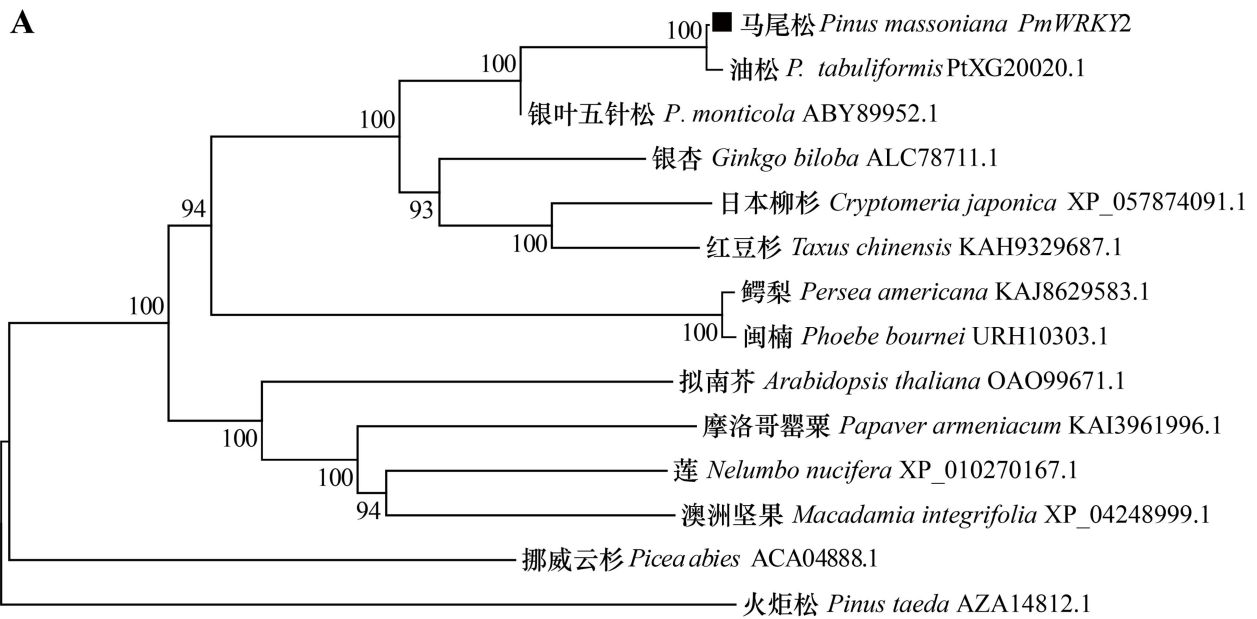 A
100
马尾松 Pinus massoniana PmWRKY2
100
油松 P. tabuliformis PtXG20020.1
100
银叶五针松 P. monticola ABY89952.1
银杏 Ginkgo biloba ALC78711.1
94
93
日本柳杉 Cryptomeria japonica XP_057874091.1
100
红豆杉 Taxus chinensis KAH9329687.1
100
鳄梨 Persea americana KAJ8629583.1
100
闽楠 Phoebe bournei URH10303.1
拟南芥 Arabidopsis thaliana OAO99671.1
100
摩洛哥罂粟 Papaver armeniacum KAI3961996.1
100
莲 Nelumbo nucifera XP_010270167.1
94
澳洲坚果 Macadamia integrifolia XP_04248999.1
挪威云杉 Picea abies ACA04888.1
火炬松 Pinus taeda AZA14812.1